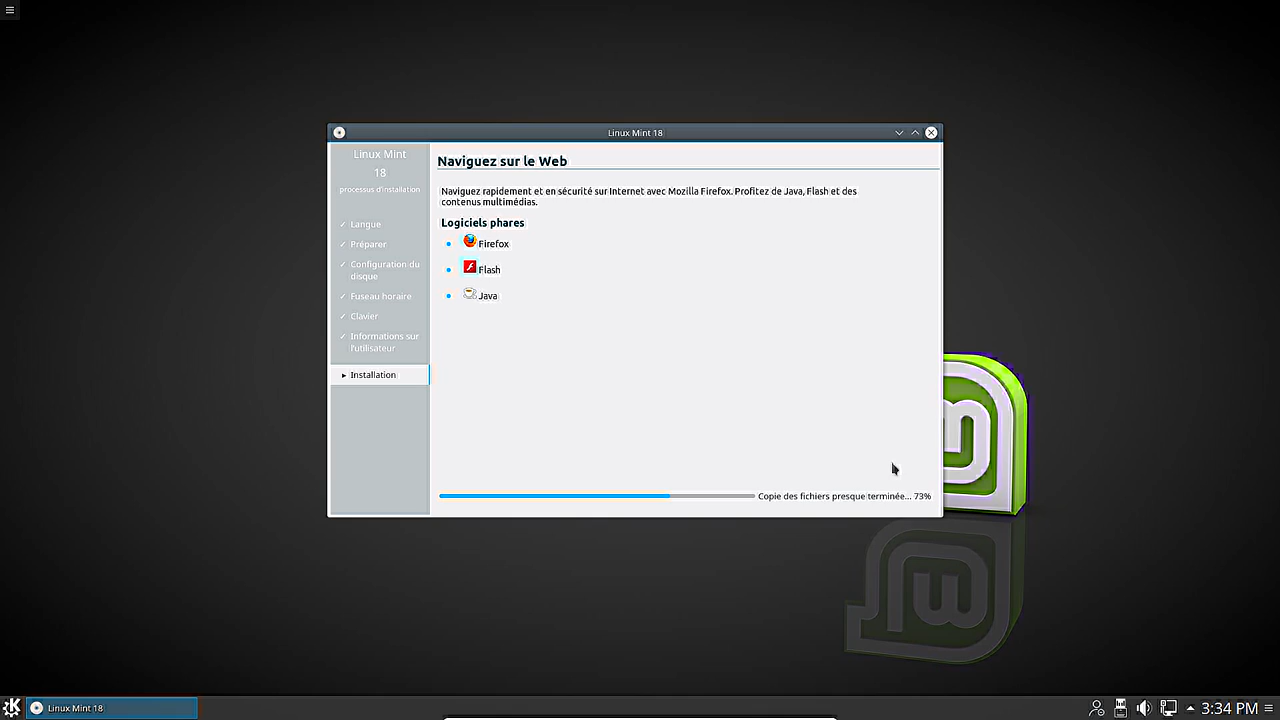 Linux Mint 18
Linux Mint
18
processus d'installation
✓ Langue
✓ Préparer
✓ Configuration du
disque
✓ Fuseau horaire
✓ Clavier
✓ Informations sur
l'utilisateur
▸ Installation
Naviguez sur le Web
Naviguez rapidement et en sécurité sur Internet avec Mozilla Firefox. Profitez de Java, Flash et des
contenus multimédias.
Logiciels phares
• Firefox
• Flash
• Java
Copie des fichiers presque terminée... 73%
Linux Mint 18
3:34 PM